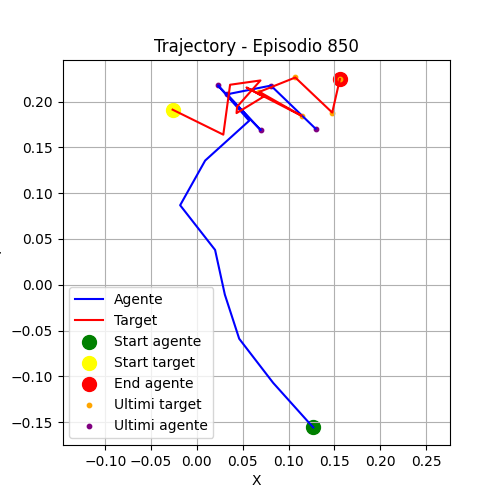 Trajectory - Episodio 850
0.20
0.15
0.10
0.05
0.00
−0.05
−0.10
−0.15
Agente
Target
Start agente
Start target
End agente
Ultimi target
Ultimi agente
−0.10 −0.05 0.00 0.05 0.10 0.15 0.20 0.25
X